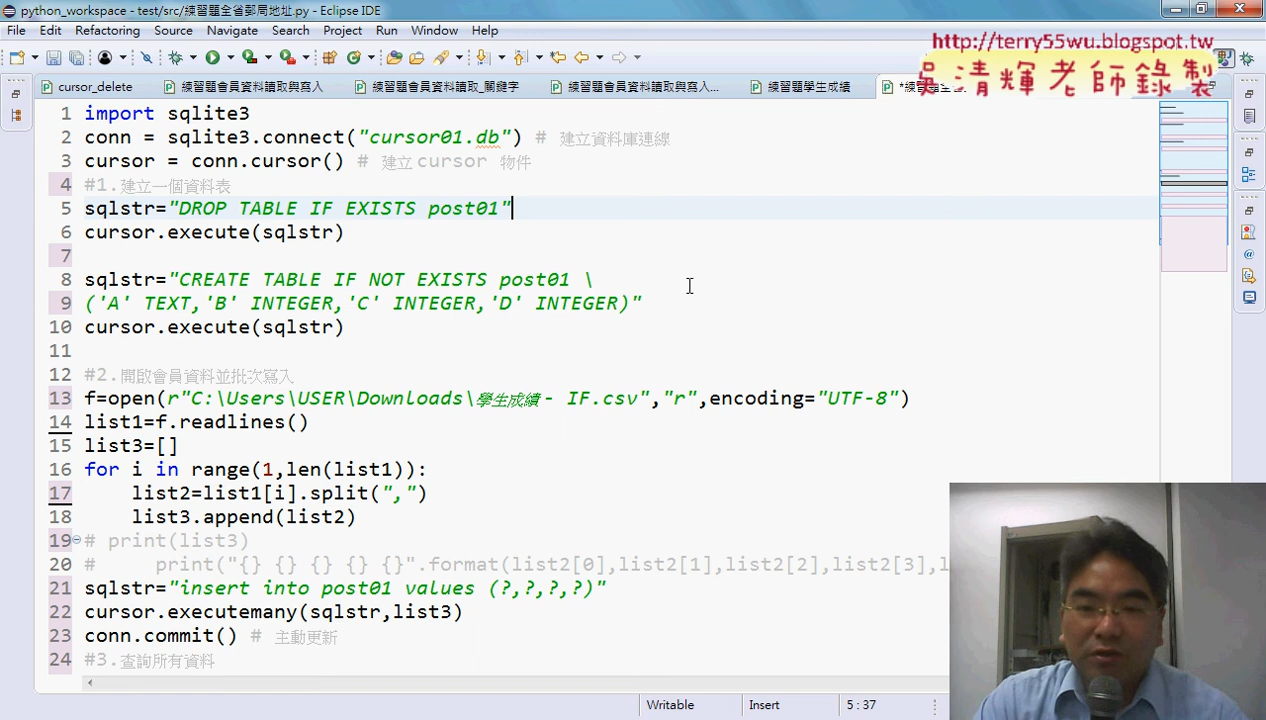 python_workspace - test/src/練習題全省郵局地址.py - Eclipse IDE
File Edit Refactoring Source Navigate Search Project Run Window Help
http://terry55wu.blogspot.tw
吳清輝老師錄製
cursor_delete 練習題會員資料讀取與寫入 練習題會員資料讀取_關鍵字 練習題會員資料讀取與寫入... 練習題學生成績
1 import sqlite3
2 conn = sqlite3.connect("cursor01.db") # 建立資料庫連線
3 cursor = conn.cursor() # 建立 cursor 物件
4 #1.建立一個資料表
5 sqlstr="DROP TABLE IF EXISTS post01"
6 cursor.execute(sqlstr)
7
8 sqlstr="CREATE TABLE IF NOT EXISTS post01 \
9 ('A' TEXT,'B' INTEGER,'C' INTEGER,'D' INTEGER)"
10 cursor.execute(sqlstr)
11
12 #2.開啟會員資料並批次寫入
13 f=open(r"C:\Users\USER\Downloads\學生成績 - IF.csv","r",encoding="UTF-8")
14 list1=f.readlines()
15 list3=[]
16 for i in range(1,len(list1)):
17 list2=list1[i].split(",")
18 list3.append(list2)
19 # print(list3)
20 # print("{} {} {} {} {}".format(list2[0],list2[1],list2[2],list2[3],l
21 sqlstr="insert into post01 values (?,?,?,?)"
22 cursor.executemany(sqlstr,list3)
23 conn.commit() # 主動更新
24 #3.查詢所有資料
Writable Insert 5 : 37